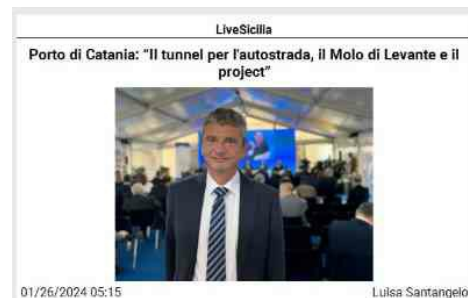 LiveSicilia
Porto di Catania: "Il tunnel per l'autostrada, il Molo di Levante e il
project"
01/26/2024 05:15
Luisa Santangelo